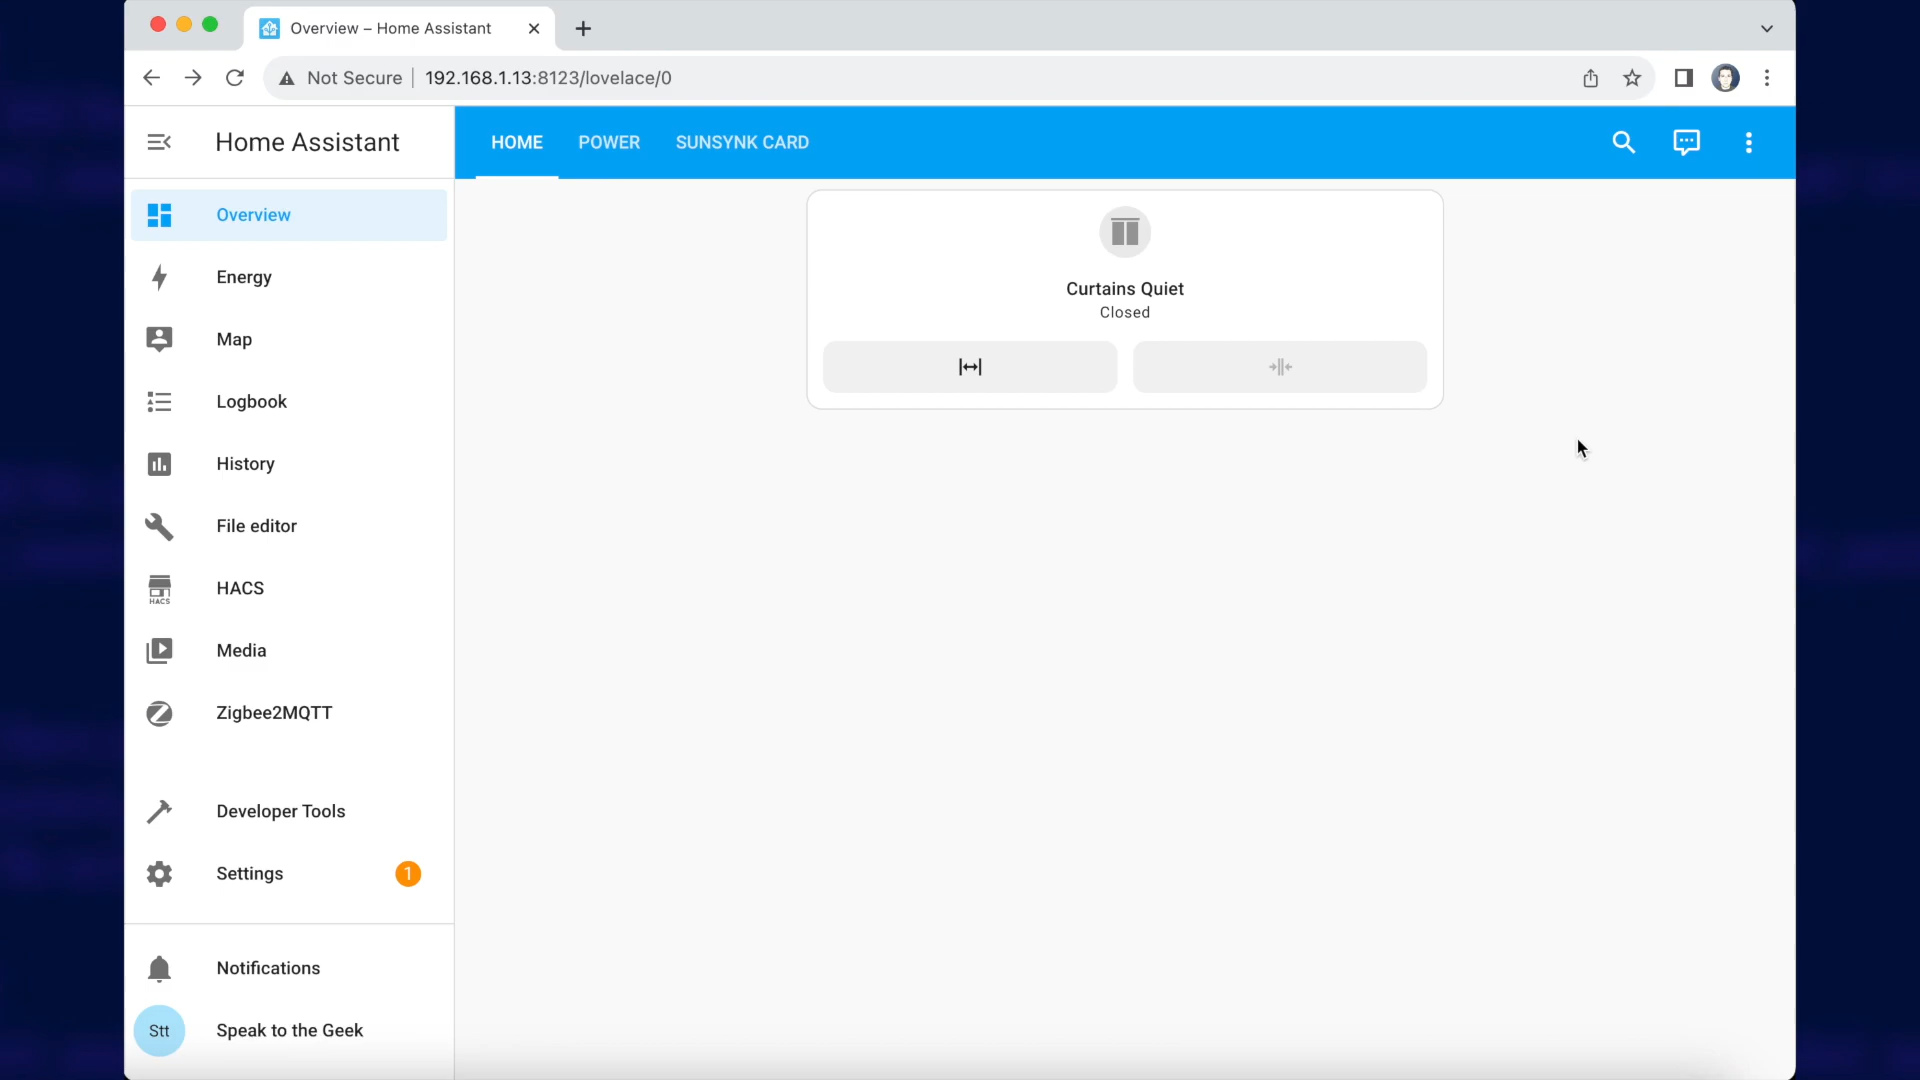 Overview – Home Assistant
Not Secure
192.168.1.13:8123/lovelace/0
Home Assistant
HOME
POWER
SUNSYNK CARD
Overview
Energy
Map
Logbook
History
File editor
HACS
HACS
Media
Zigbee2MQTT
Developer Tools
Settings
1
Notifications
Stt
Speak to the Geek
Curtains Quiet
Closed